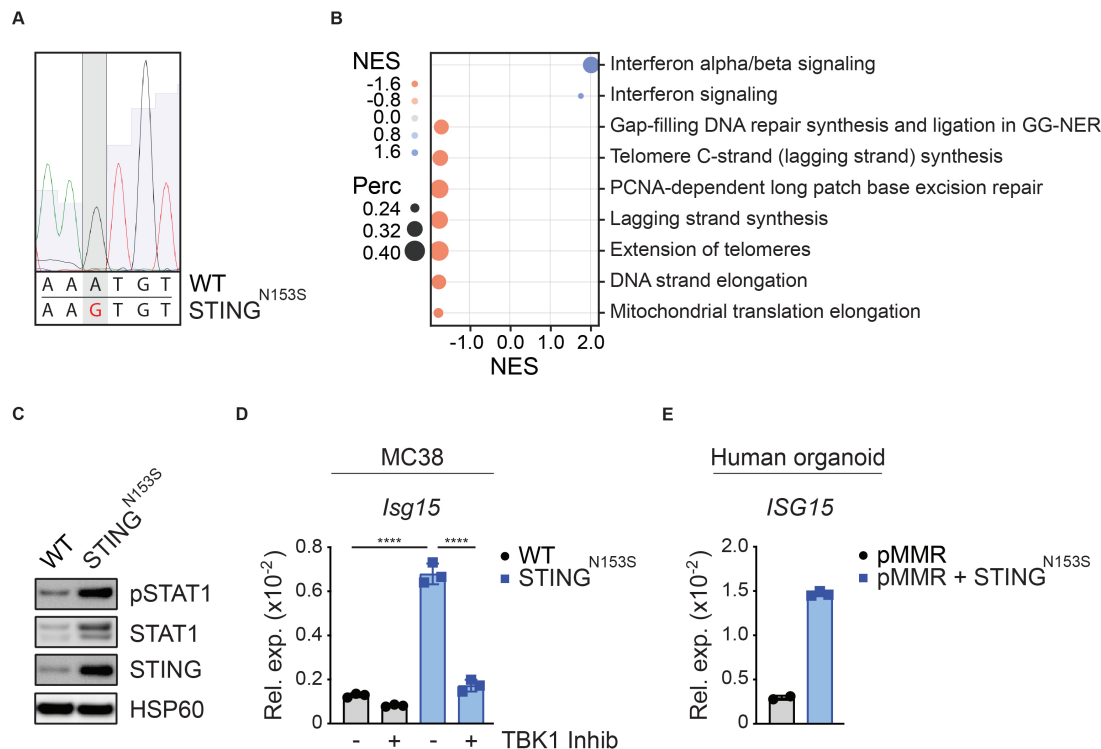 A
A A A T G T WT
A A G T G T STING^N153S
B
NES
-1.6
-0.8
0.0
0.8
1.6
Perc
0.24
0.32
0.40
Interferon alpha/beta signaling
Interferon signaling
Gap-filling DNA repair synthesis and ligation in GG-NER
Telomere C-strand (lagging strand) synthesis
PCNA-dependent long patch base excision repair
Lagging strand synthesis
Extension of telomeres
DNA strand elongation
Mitochondrial translation elongation
-1.0 0.0 1.0 2.0
NES
C
WT STING^N153S
pSTAT1
STAT1
STING
HSP60
D
MC38
Isg15
**** ****
WT
STING^N153S
Rel. exp. (x10^-2)
0.8
0.6
0.4
0.2
0
- + - + TBK1 Inhib
E
Human organoid
ISG15
pMMR
pMMR + STING^N153S
Rel. exp. (x10^-2)
2.0
1.5
1.0
0.5
0